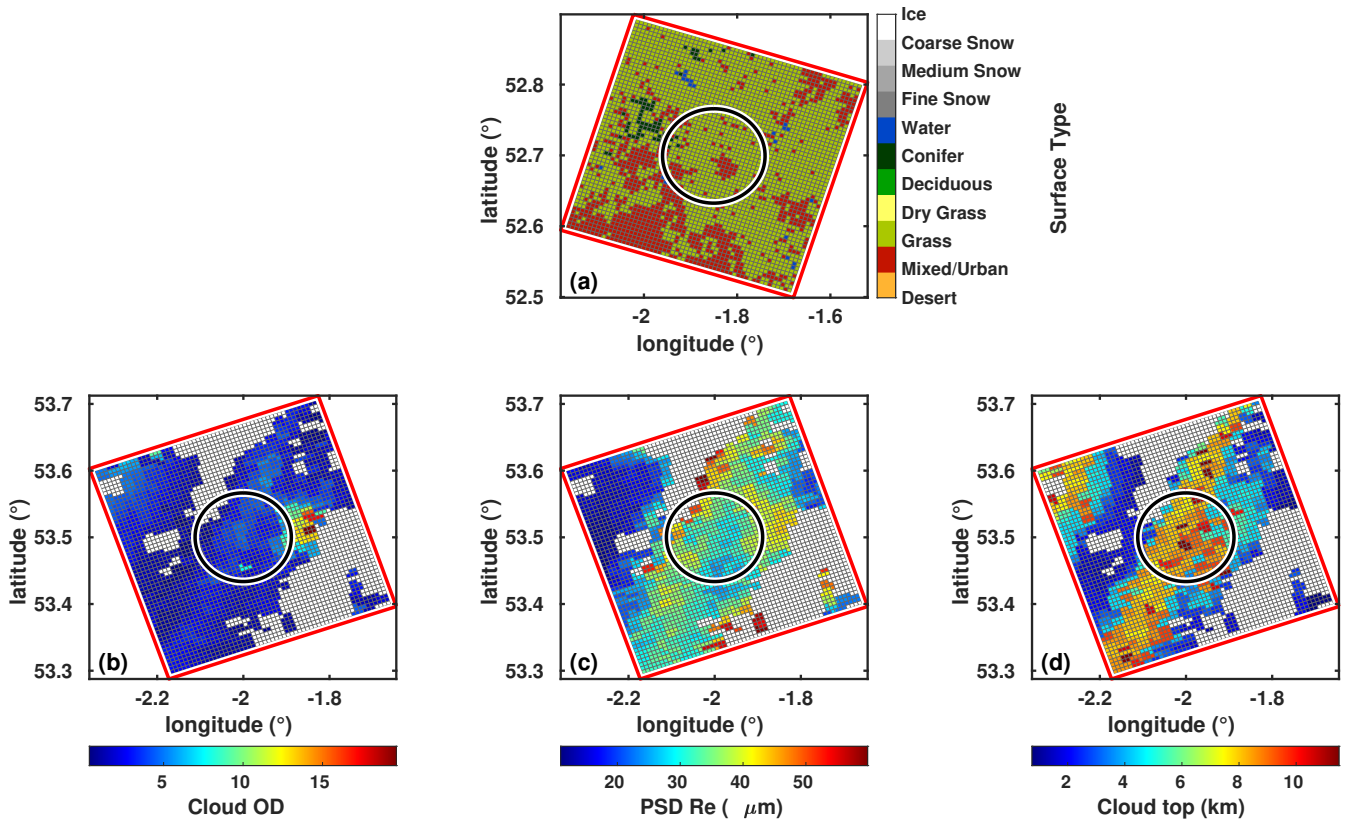 Ice
Coarse Snow
Medium Snow
Fine Snow
Water
Conifer
Deciduous
Dry Grass
Grass
Mixed/Urban
Desert
Surface Type
52.8
52.7
52.6
52.5
latitude (°)
(a)
-2 -1.8 -1.6
longitude (°)
53.7
53.6
53.5
53.4
53.3
latitude (°)
(b)
-2.2 -2 -1.8
longitude (°)
5 10 15
Cloud OD
53.7
53.6
53.5
53.4
53.3
latitude (°)
(c)
-2.2 -2 -1.8
longitude (°)
20 30 40 50
PSD Re ( μm)
53.7
53.6
53.5
53.4
53.3
latitude (°)
(d)
-2.2 -2 -1.8
longitude (°)
2 4 6 8 10
Cloud top (km)